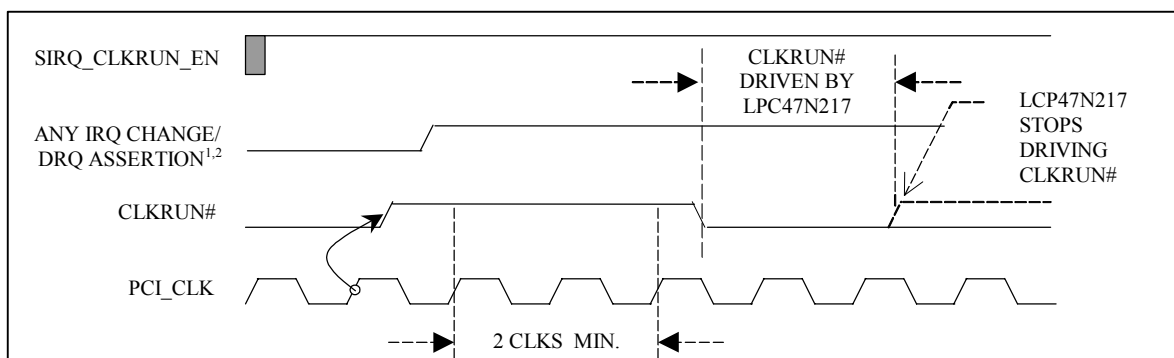 SIRQ_CLKRUN_EN
CLKRUN#
DRIVEN BY
LPC47N217
LCP47N217
STOPS
DRIVING
CLKRUN#
ANY IRQ CHANGE/
DRQ ASSERTION1,2
CLKRUN#
PCI_CLK
2 CLKS MIN.